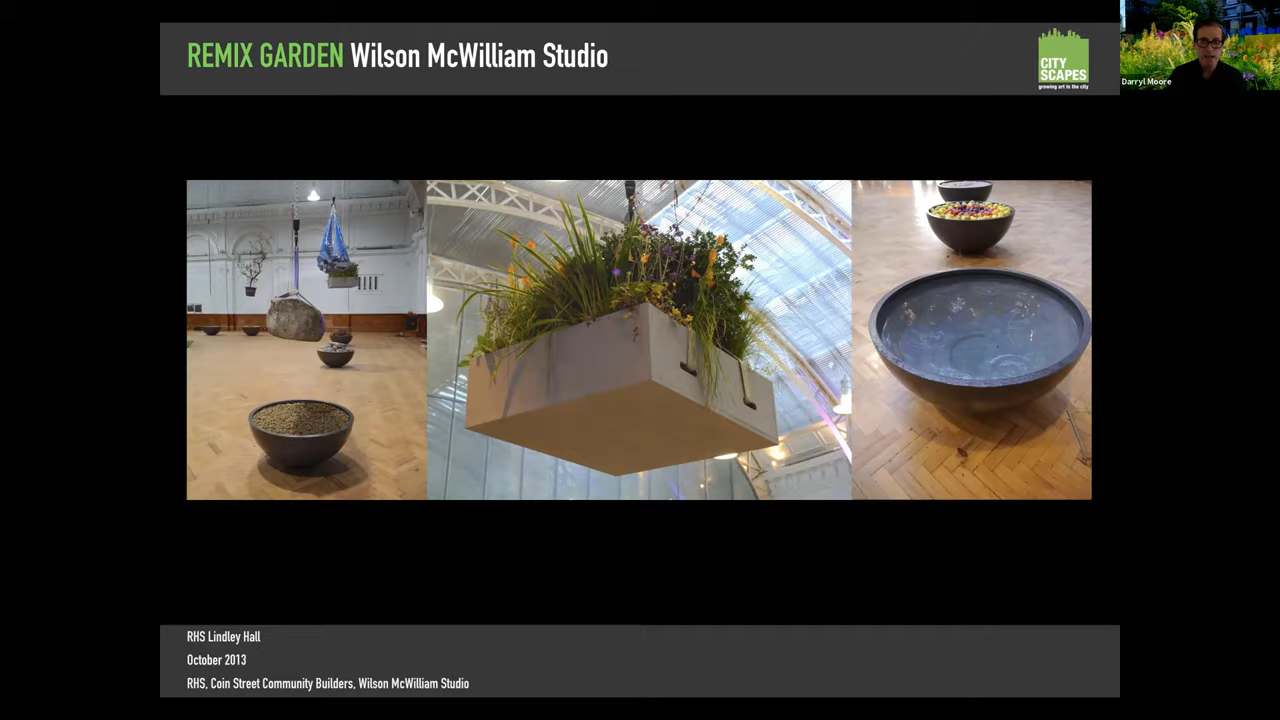 REMIX GARDEN Wilson McWilliam Studio
CITY
SCAPES
growing art in the city
Darryl Moore
RHS Lindley Hall
October 2013
RHS, Coin Street Community Builders, Wilson McWilliam Studio